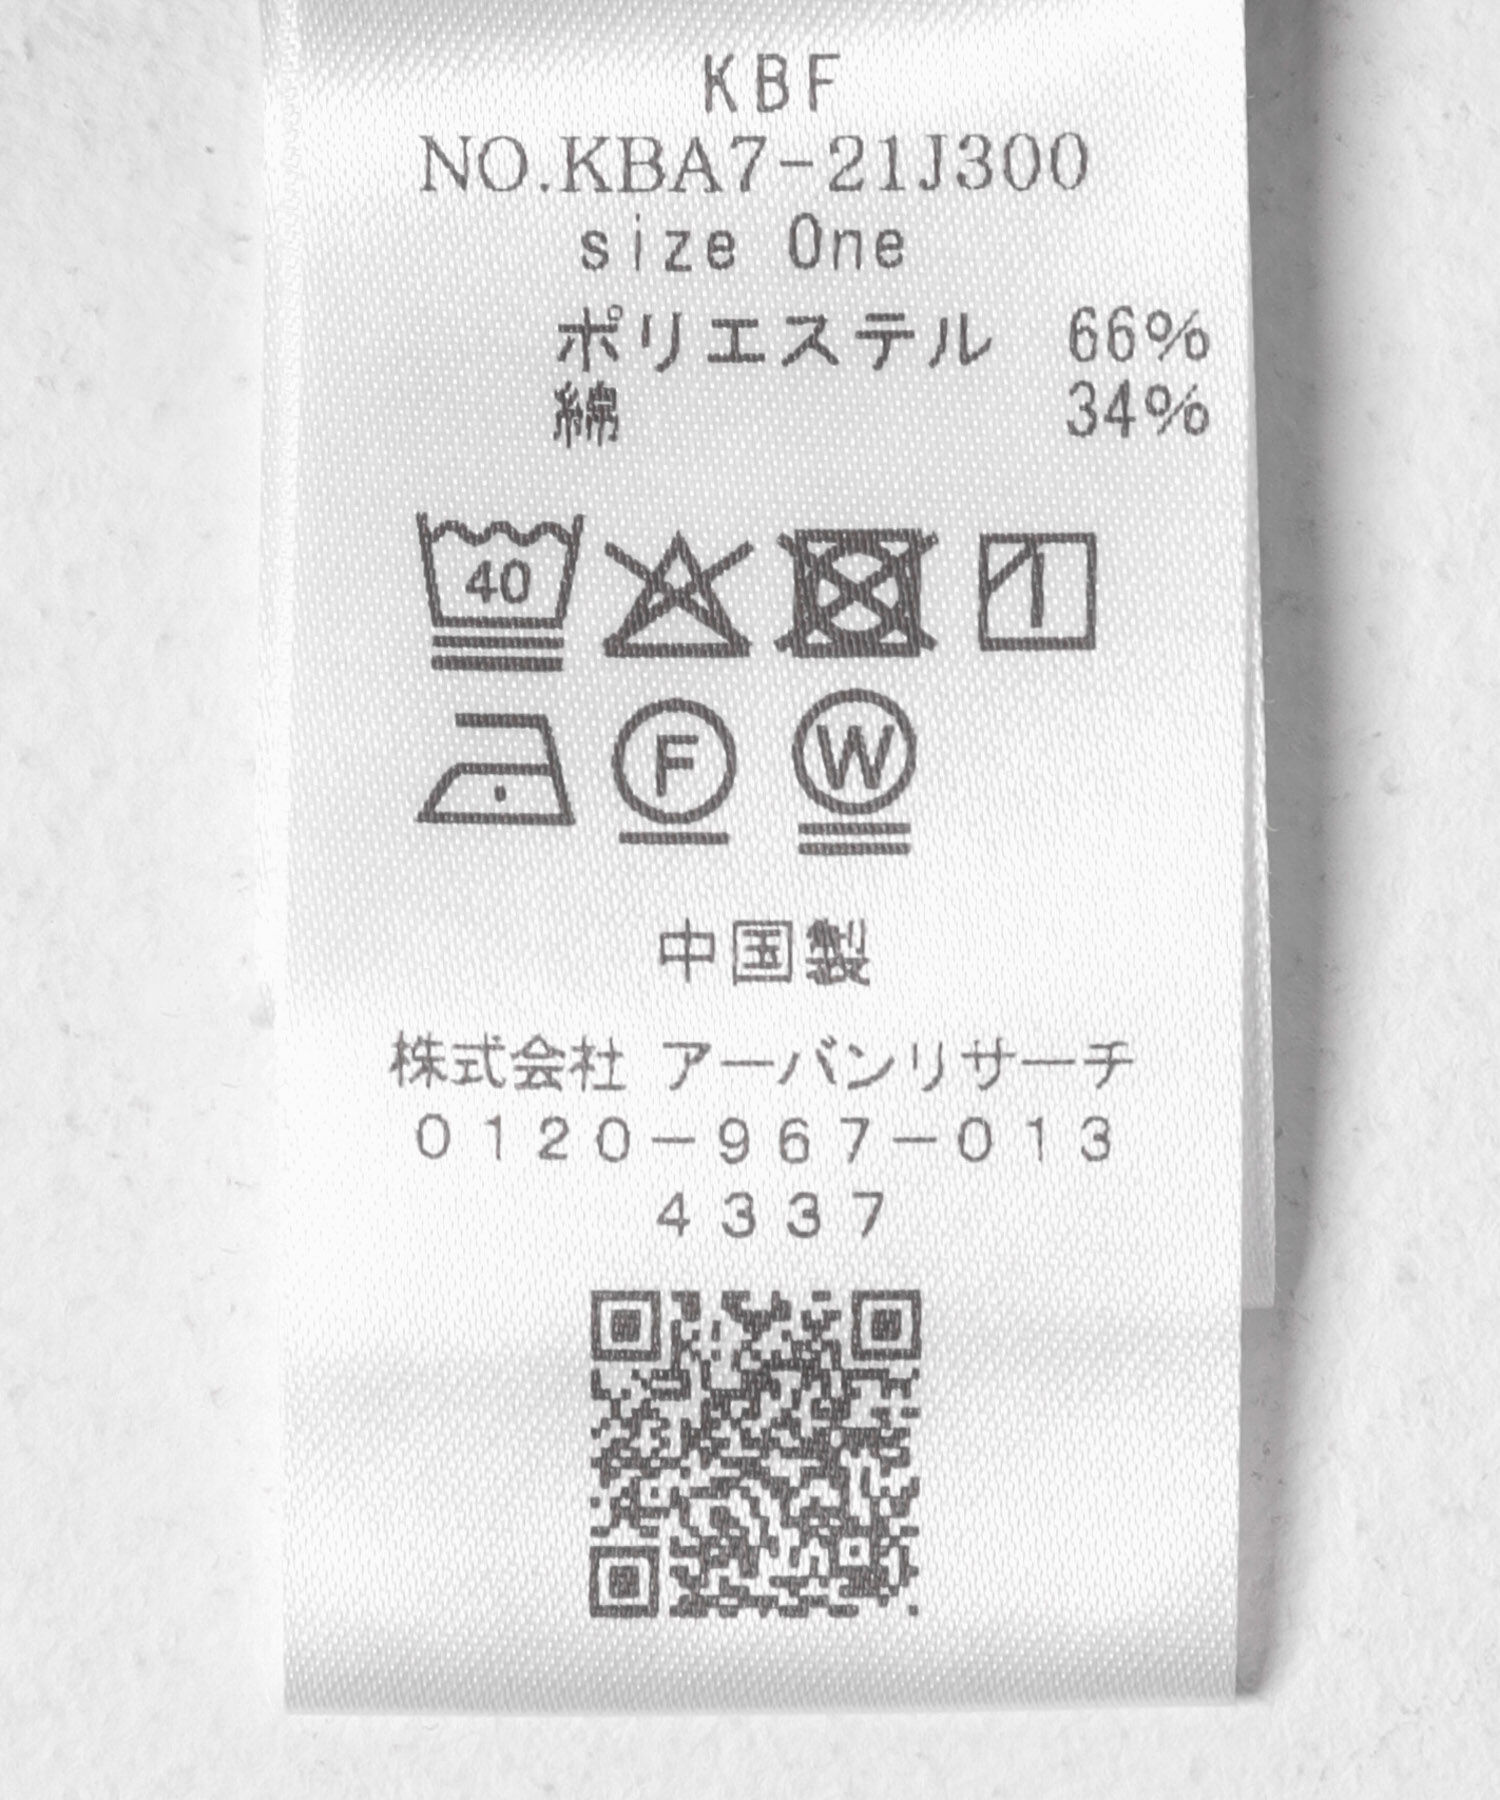 KBF
NO.KBA7-21J300
size One
ポリエステル 66%
綿 34%
40
F W
中国製
株式会社 アーバンリサーチ
0120-967-013
4337